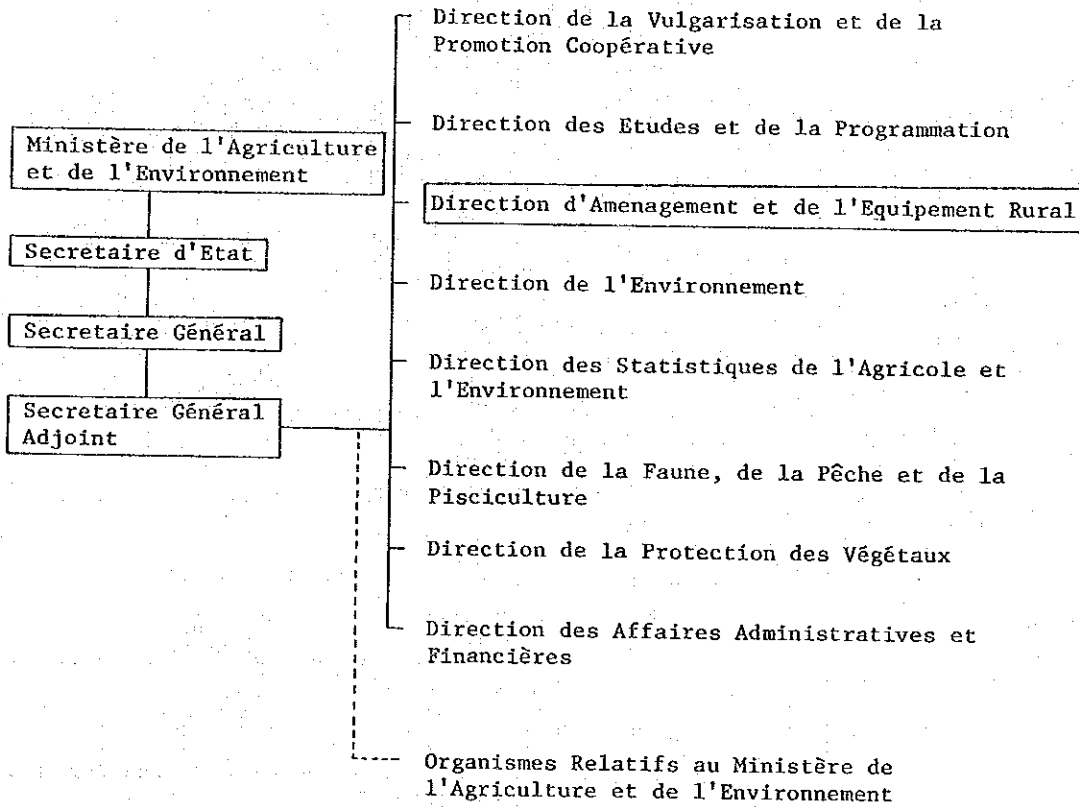 Direction de la Vulgarisation et de la
Promotion Coopérative
Direction des Etudes et de la Programmation
Ministère de l'Agriculture
et de l'Environnement
Direction d'Amenagement et de l'Equipement Rural
Secretaire d'Etat
Direction de l'Environnement
Secretaire Général
Direction des Statistiques de l'Agricole et
l'Environnement
Secretaire Général
Adjoint
Direction de la Faune, de la Pêche et de la
Pisciculture
Direction de la Protection des Végétaux
Direction des Affaires Administratives et
Financières
Organismes Relatifs au Ministère de
l'Agriculture et de l'Environnement